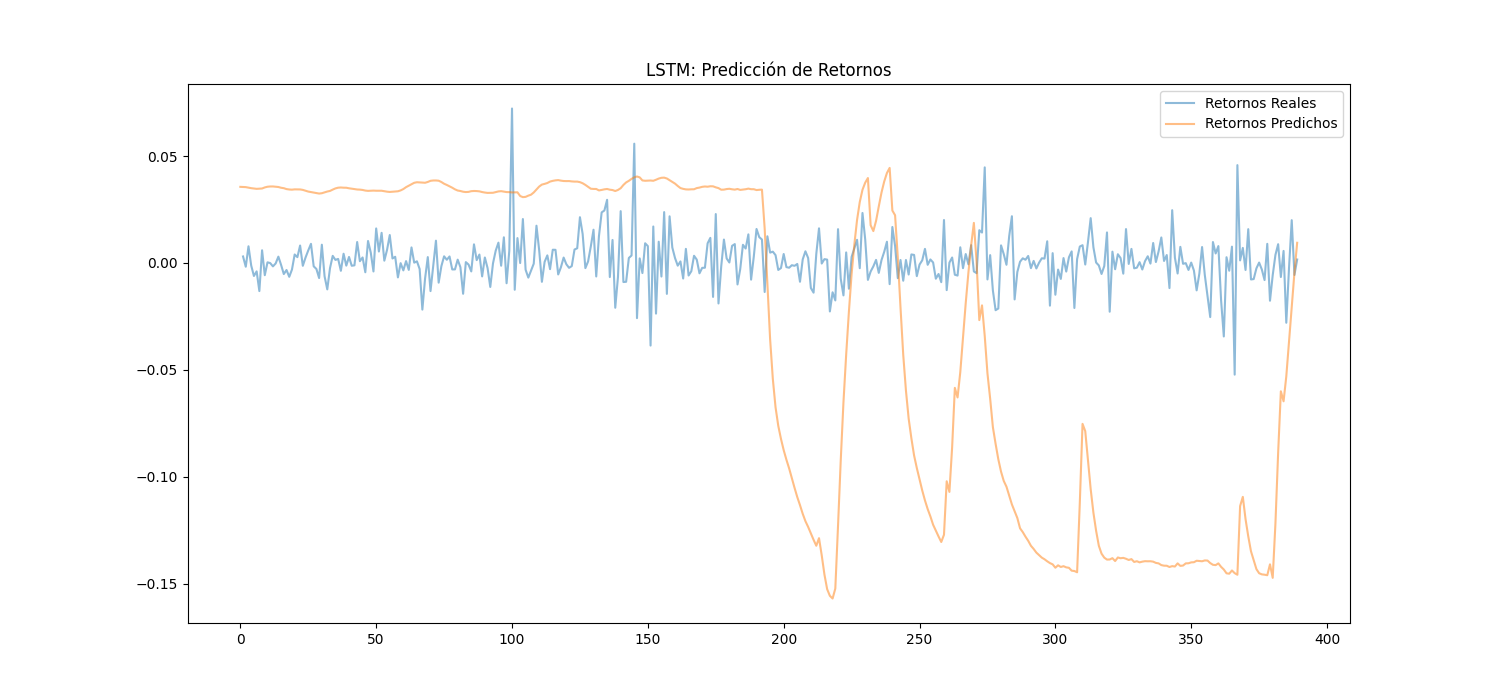 LSTM: Predicción de Retornos
Retornos Reales
Retornos Predichos
0.05
0.00
−0.05
−0.10
−0.15
0 50 100 150 200 250 300 350 400